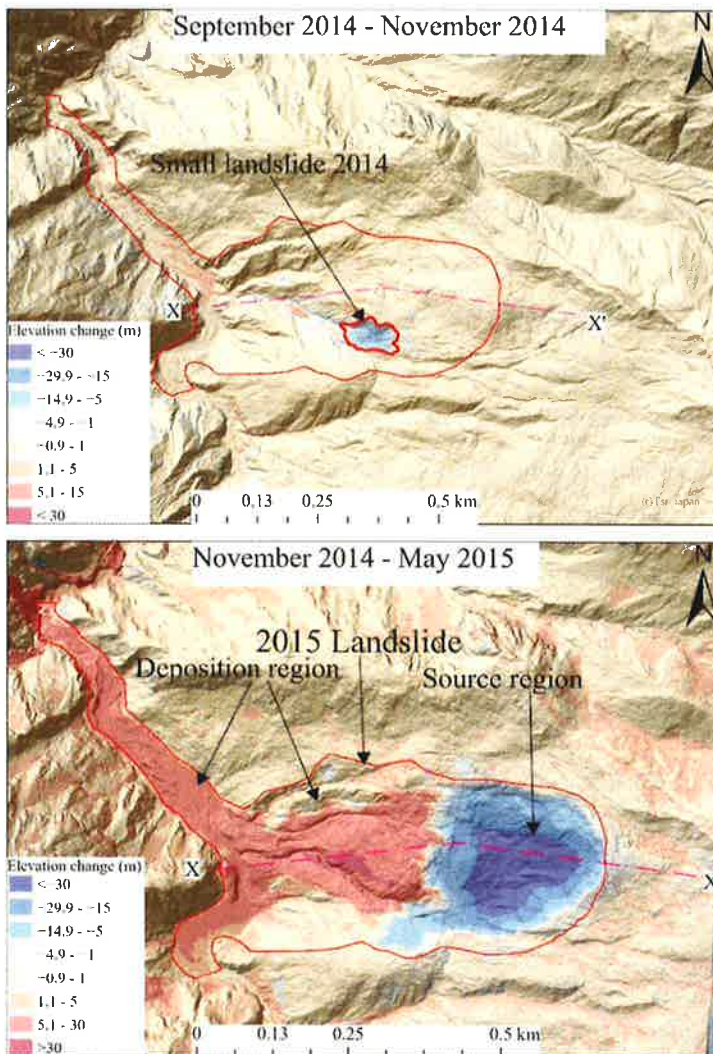 September 2014 - November 2014
N
Small landslide 2014
X
X'
Elevation change (m)
< −30
−29.9 - −15
−14.9 - −5
−4.9 - −1
−0.9 - 1
1.1 - 5
5.1 - 15
< 30
0 0.13 0.25 0.5 km
(c) Esri Japan
November 2014 - May 2015
N
2015 Landslide
Deposition region
Source region
X
X
Elevation change (m)
<−30
−29.9 - −15
−14.9 - −5
−4.9 - −1
−0.9 - 1
1.1 - 5
5.1 - 30
>30
0 0.13 0.25 0.5 km